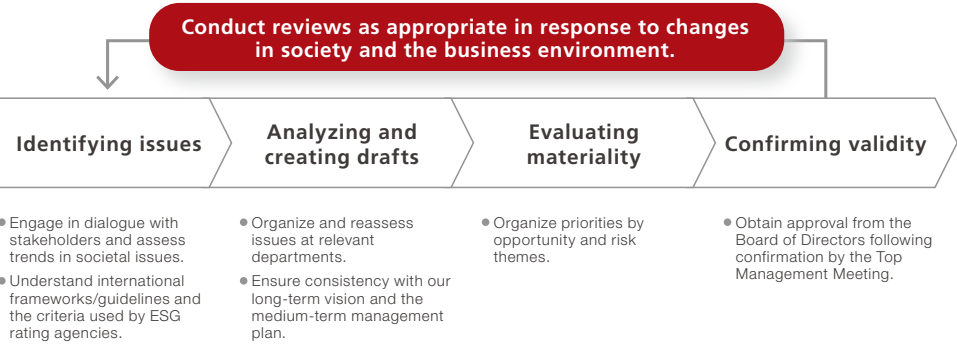 Conduct reviews as appropriate in response to changes
in society and the business environment.
Identifying issues
Analyzing and
creating drafts
Evaluating
materiality
Confirming validity
● Engage in dialogue with
stakeholders and assess
trends in societal issues.
● Understand international
frameworks/guidelines and
the criteria used by ESG
rating agencies.
● Organize and reassess
issues at relevant
departments.
● Ensure consistency with our
long-term vision and the
medium-term management
plan.
● Organize priorities by
opportunity and risk
themes.
● Obtain approval from the
Board of Directors following
confirmation by the Top
Management Meeting.